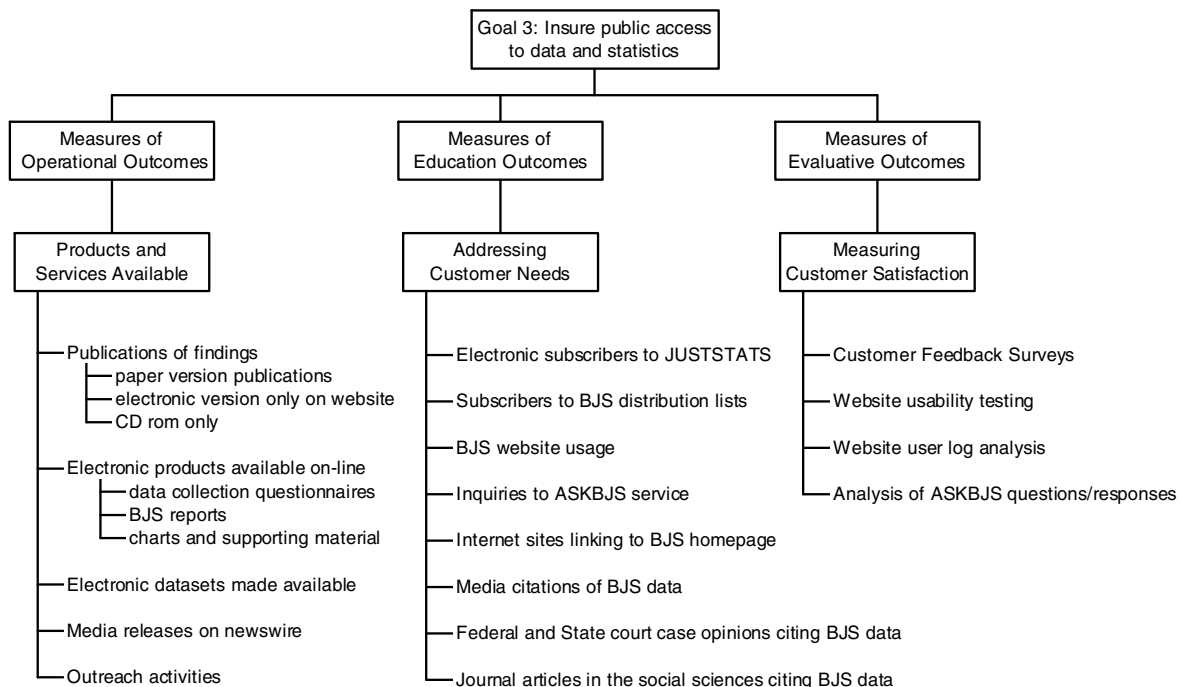 Goal 3: Insure public access
to data and statistics
Measures of
Operational Outcomes
Products and
Services Available
Publications of findings
paper version publications
electronic version only on website
CD rom only
Electronic products available on-line
data collection questionnaires
BJS reports
charts and supporting material
Electronic datasets made available
Media releases on newswire
Outreach activities
Measures of
Education Outcomes
Addressing
Customer Needs
Electronic subscribers to JUSTSTATS
Subscribers to BJS distribution lists
BJS website usage
Inquiries to ASKBJS service
Internet sites linking to BJS homepage
Media citations of BJS data
Federal and State court case opinions citing BJS data
Journal articles in the social sciences citing BJS data
Measures of
Evaluative Outcomes
Measuring
Customer Satisfaction
Customer Feedback Surveys
Website usability testing
Website user log analysis
Analysis of ASKBJS questions/responses